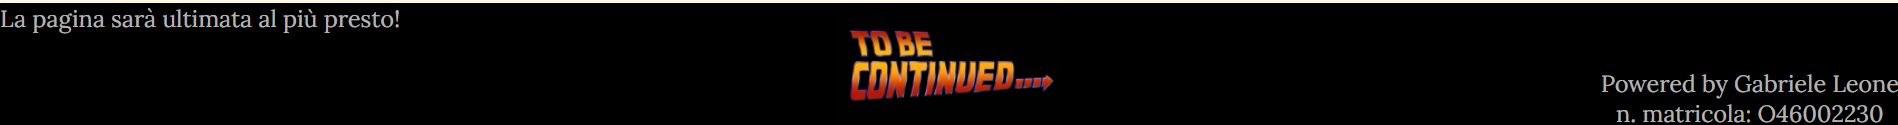 La pagina sarà ultimata al più presto!
TO BE
CONTINUED....
Powered by Gabriele Leone
n. matricola: O46002230